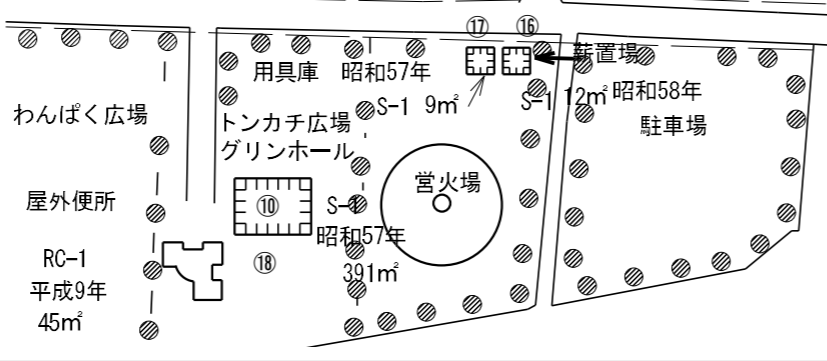 ⑰ ⑯
薪置場
用具庫 昭和57年
S-1 9㎡
S-1 12㎡ 昭和58年
駐車場
わんぱく広場
トンカチ広場
グリンホール
営火場
屋外便所
⑩
S-1
昭和57年
391㎡
⑱
RC-1
平成9年
45㎡